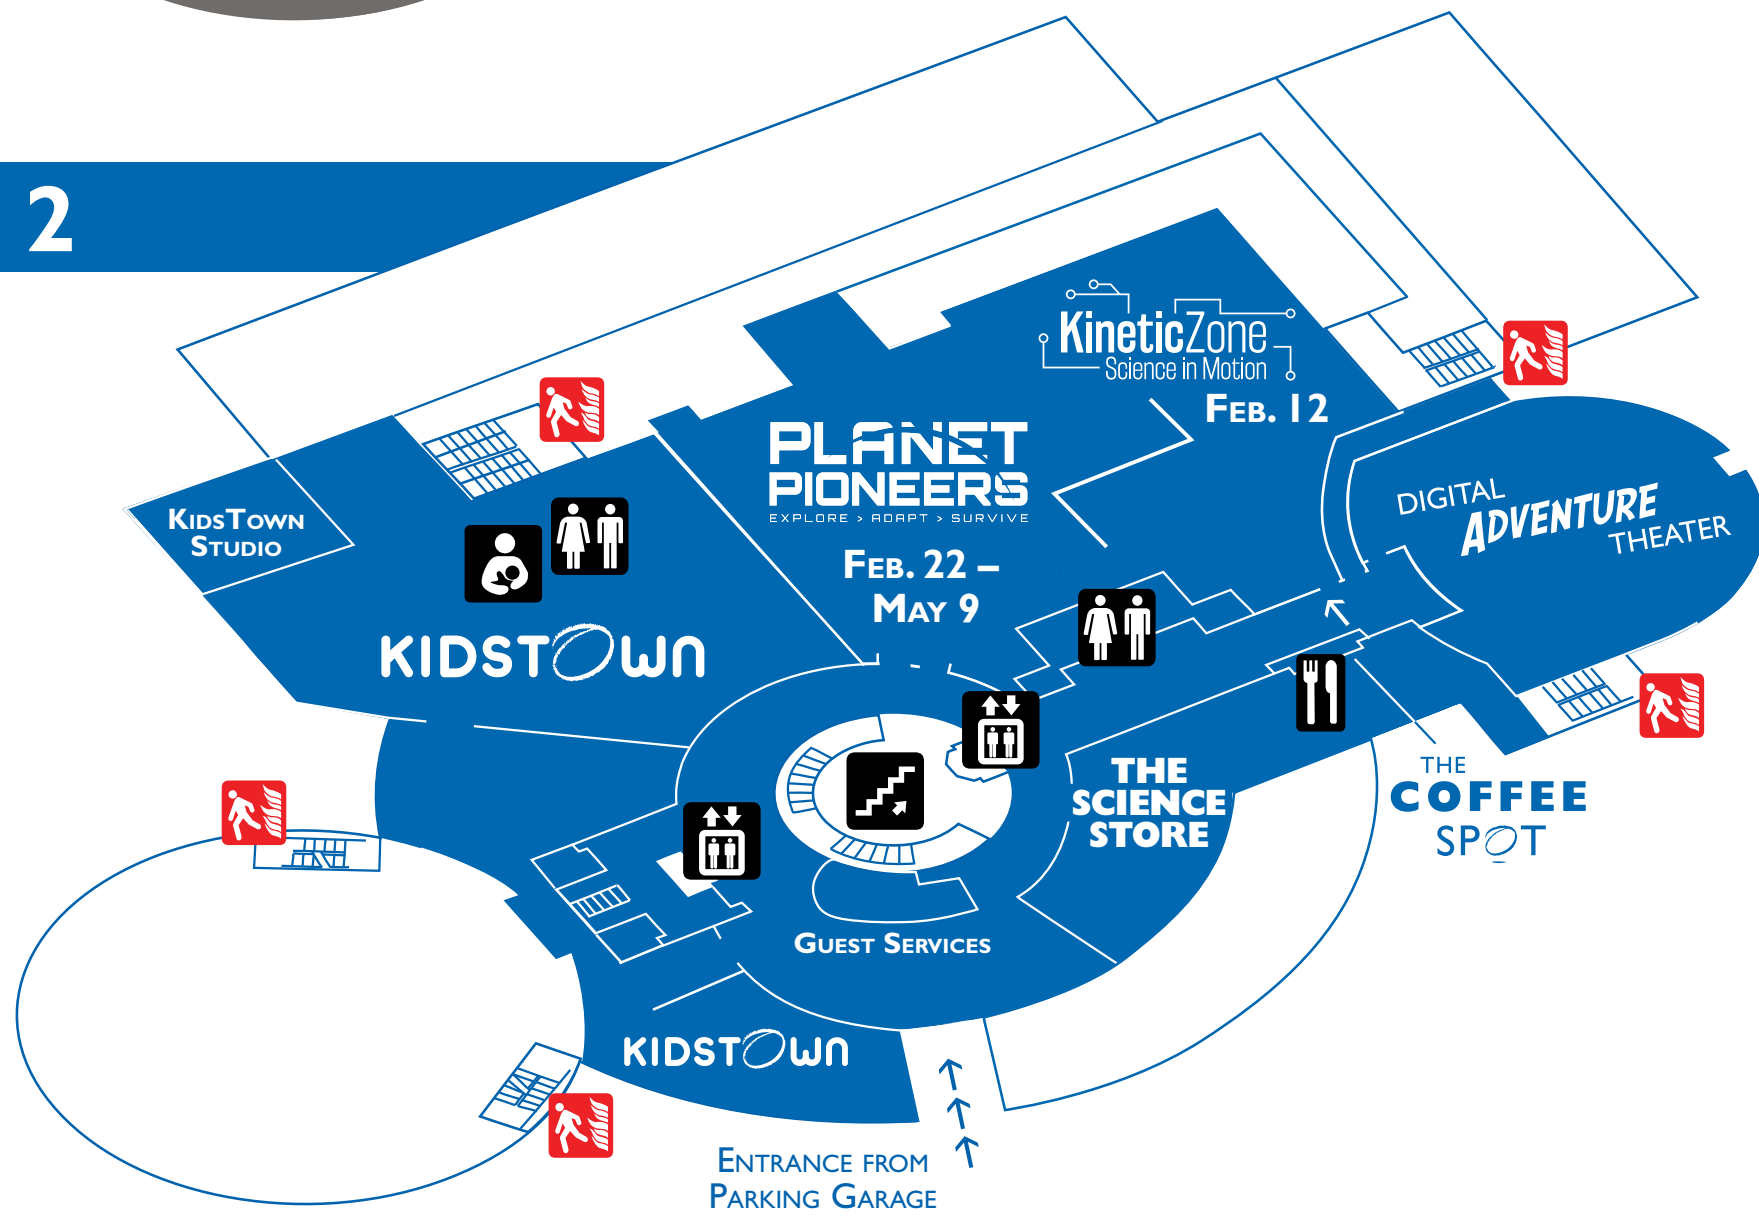 2
KineticZone
Science in Motion
FEB. 12
PLANET
PIONEERS
EXPLORE > ADAPT > SURVIVE
FEB. 22 –
MAY 9
DIGITAL
ADVENTURE
THEATER
KIDSTOWN
STUDIO
KIDSTOWN
THE
SCIENCE
STORE
THE
COFFEE
SPOT
GUEST SERVICES
KIDSTOWN
ENTRANCE FROM
PARKING GARAGE